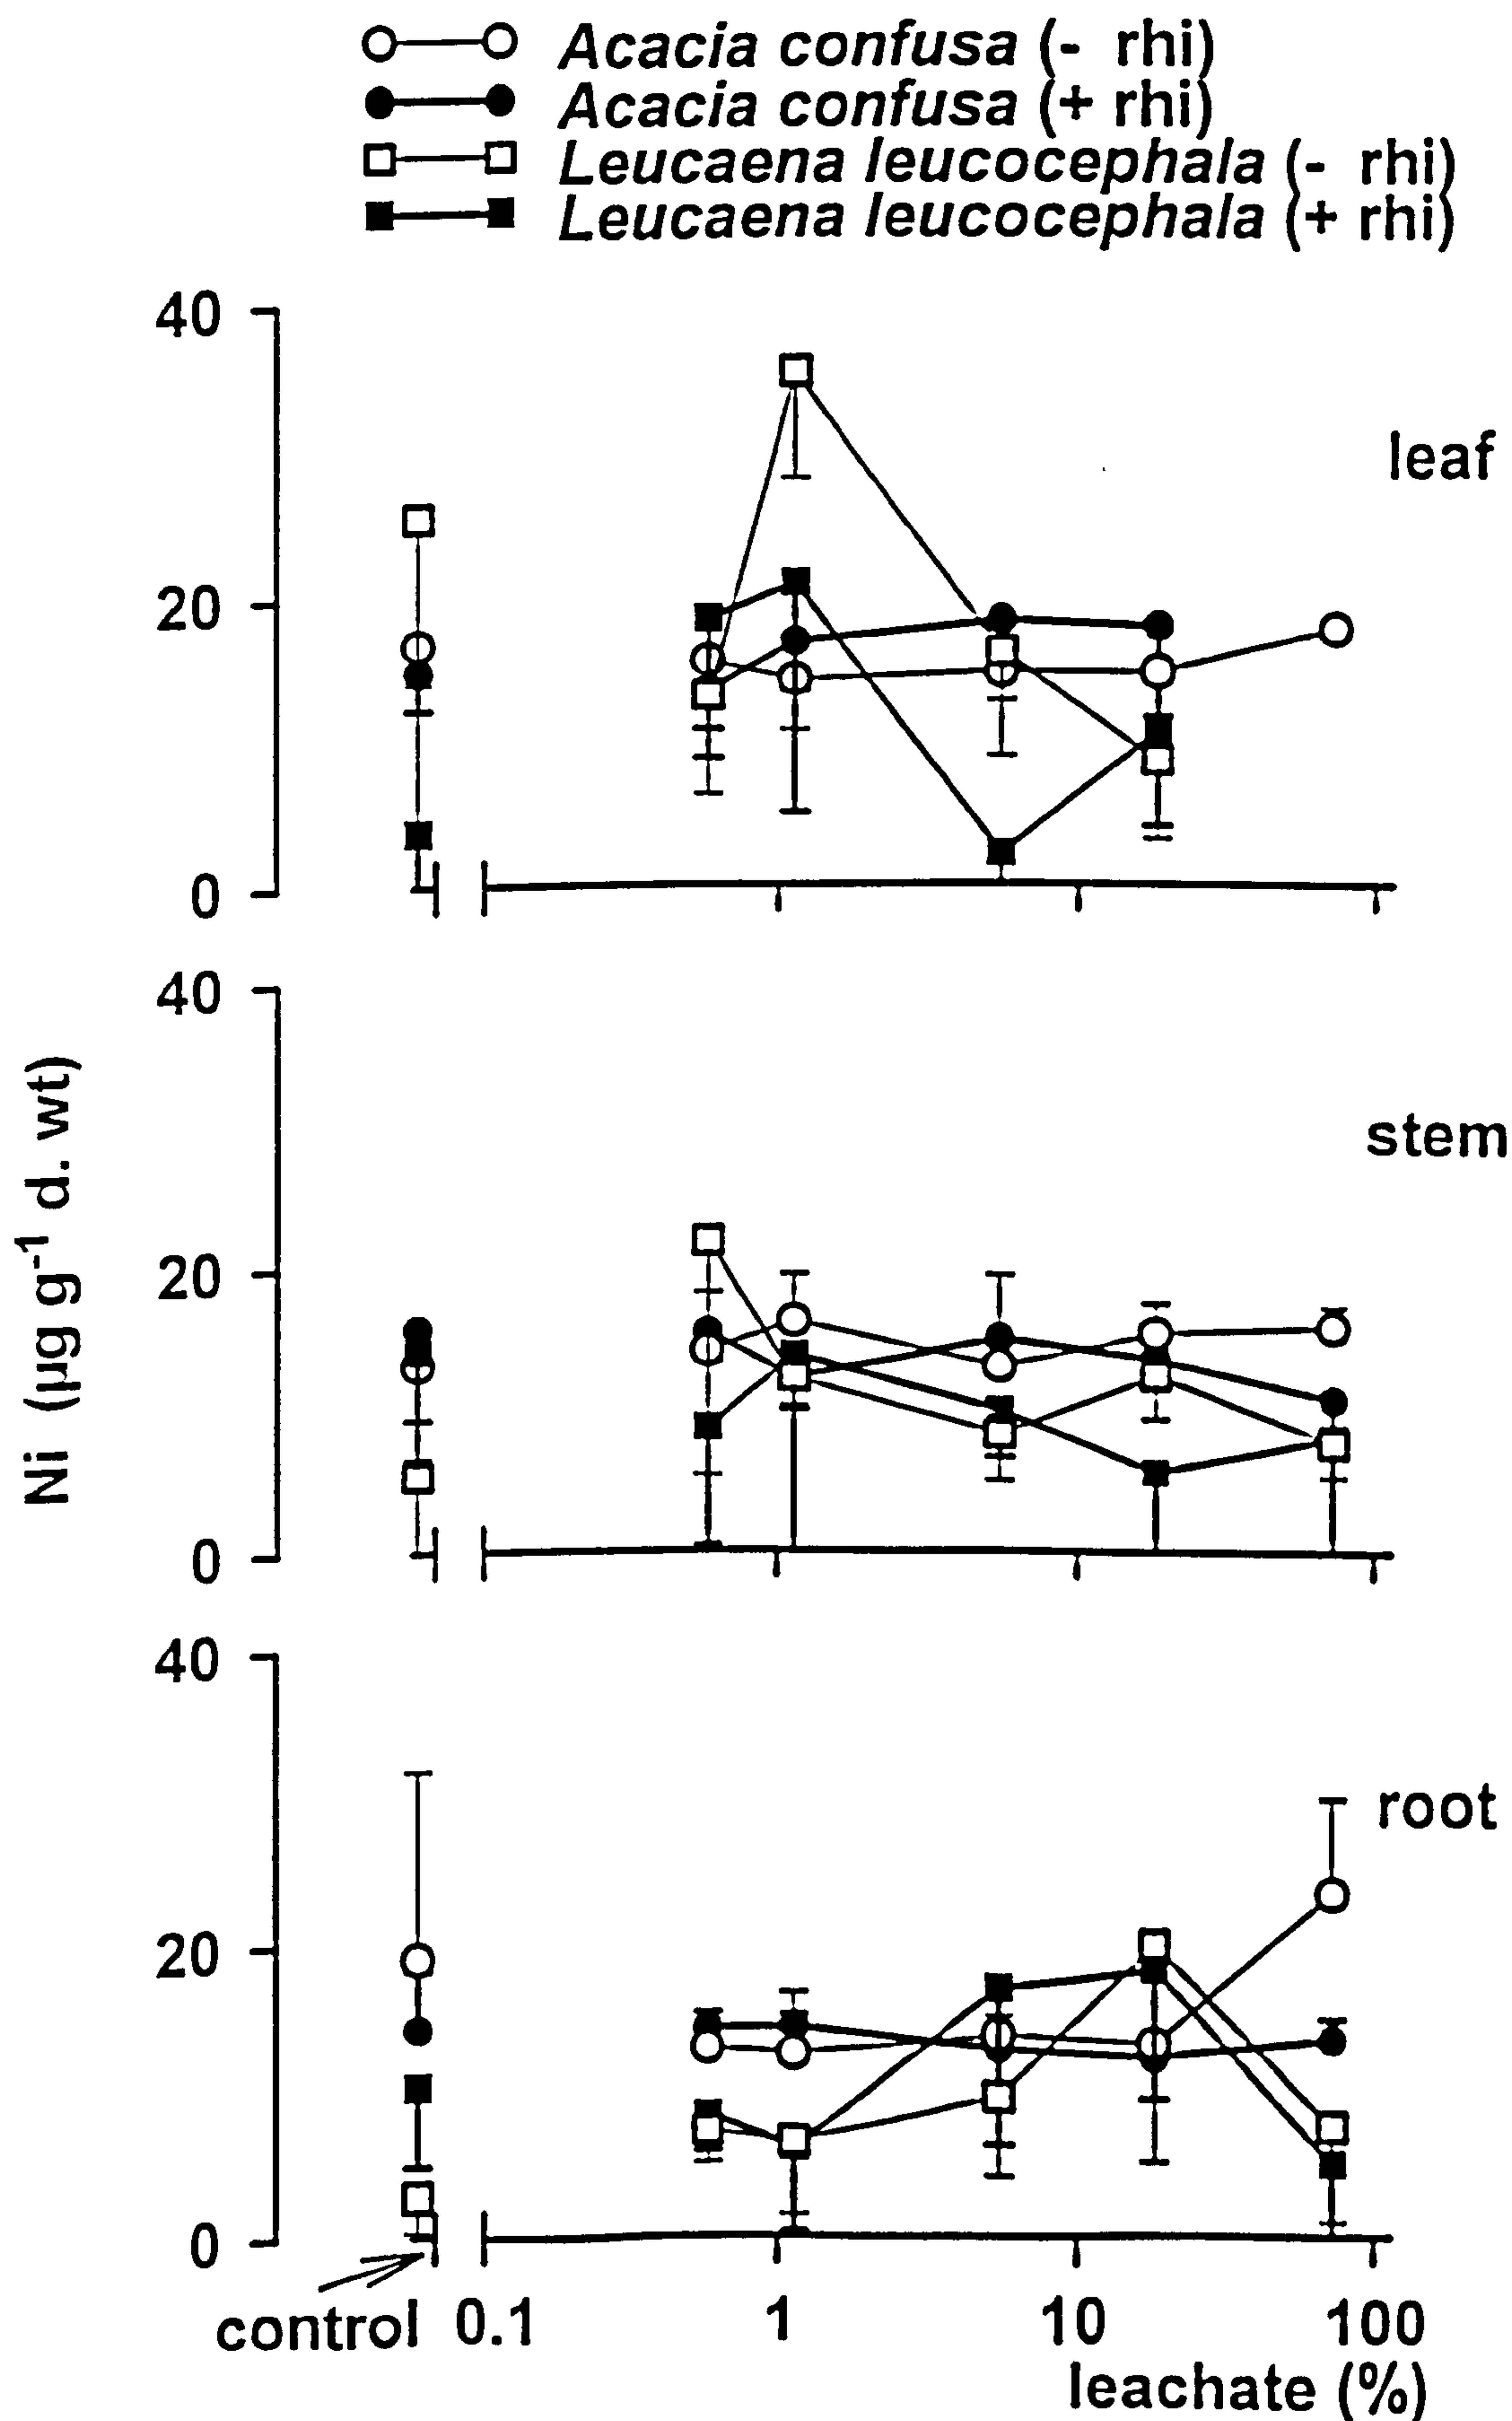 Acacia confusa (- rhi)
Acacia confusa (+ rhi)
Leucaena leucocephala (- rhi)
Leucaena leucocephala (+ rhi)
40
leaf
20
0
40
stem
20
0
Ni (µg g⁻¹ d. wt)
40
root
20
0
control 0.1 1 10 100
leachate (%)